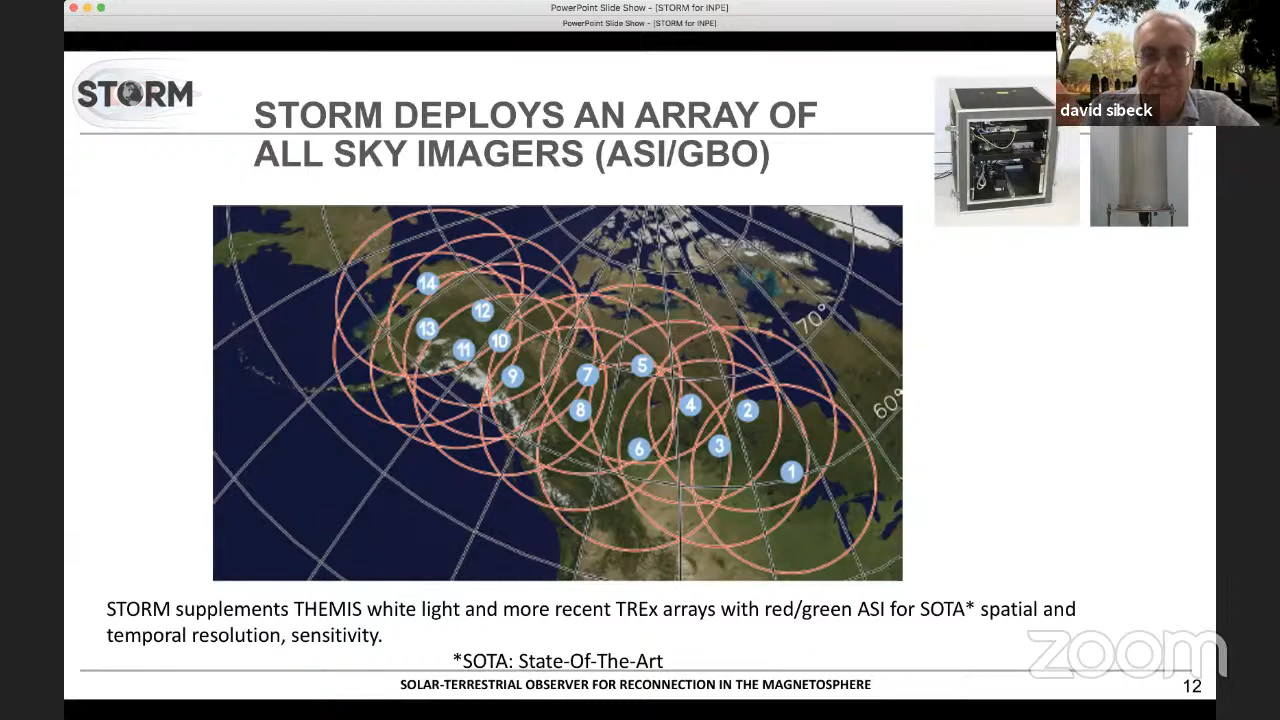 PowerPoint Slide Show - [STORM for INPE]
PowerPoint Slide Show - [STORM for INPE]
STORM
david sibeck
STORM DEPLOYS AN ARRAY OF
ALL SKY IMAGERS (ASI/GBO)
14
12
13
11
10
9
7
5
8
4
2
6
3
1
70°
60°
STORM supplements THEMIS white light and more recent TREx arrays with red/green ASI for SOTA* spatial and
temporal resolution, sensitivity.
*SOTA: State-Of-The-Art
zoom
SOLAR-TERRESTRIAL OBSERVER FOR RECONNECTION IN THE MAGNETOSPHERE
12